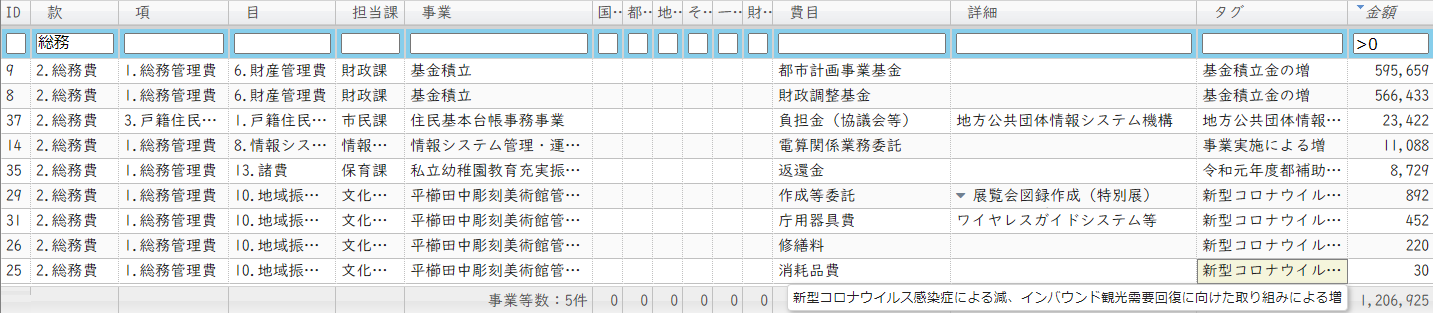 ID 款 項 目 担当課 事業 国… 都… 地… そ… 一… 財… 費目 詳細 タグ 金額
総務 >0
9 2.総務費 1.総務管理費 6.財産管理費 財政課 基金積立 都市計画事業基金 基金積立金の増 595,659
8 2.総務費 1.総務管理費 6.財産管理費 財政課 基金積立 財政調整基金 基金積立金の増 566,433
37 2.総務費 3.戸籍住民… 1.戸籍住民… 市民課 住民基本台帳事務事業 負担金（協議会等） 地方公共団体情報システム機構 地方公共団体情報… 23,422
14 2.総務費 1.総務管理費 8.情報シス… 情報… 情報システム管理・運… 電算関係業務委託 事業実施による増 11,088
35 2.総務費 1.総務管理費 13.諸費 保育課 私立幼稚園教育充実振… 返還金 令和元年度都補助… 8,729
29 2.総務費 1.総務管理費 10.地域振… 文化… 平櫛田中彫刻美術館管… 作成等委託 展覧会図録作成（特別展） 新型コロナウイル… 892
31 2.総務費 1.総務管理費 10.地域振… 文化… 平櫛田中彫刻美術館管… 庁用器具費 ワイヤレスガイドシステム等 新型コロナウイル… 452
26 2.総務費 1.総務管理費 10.地域振… 文化… 平櫛田中彫刻美術館管… 修繕料 新型コロナウイル… 220
25 2.総務費 1.総務管理費 10.地域振… 文化… 平櫛田中彫刻美術館管… 消耗品費 新型コロナウイル… 30
事業等数：5件 0 0 0 0 0 0 1,206,925
新型コロナウイルス感染症による減、インバウンド観光需要回復に向けた取り組みによる増